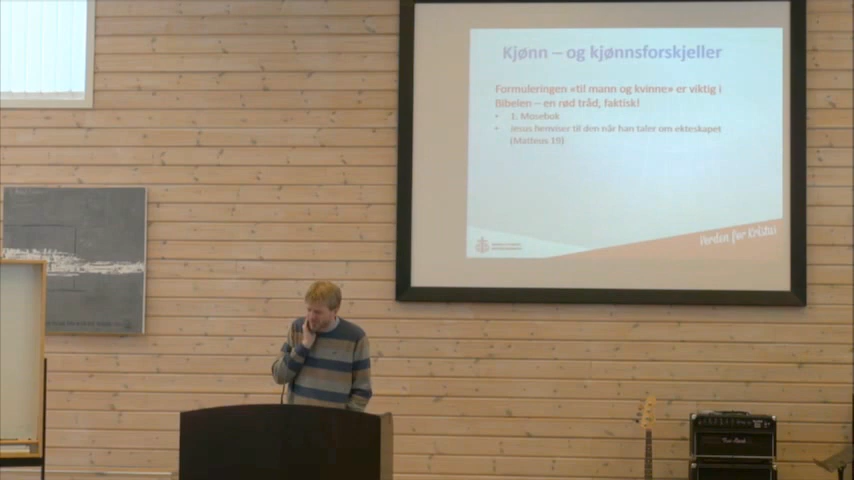 Kjønn – og kjønnsforskjeller
Formuleringen «til mann og kvinne» er viktig i
Bibelen – en rød tråd, faktisk!
• 1. Mosebok
• Jesus henviser til den når han taler om ekteskapet
(Matteus 19)
Verden for Kristus